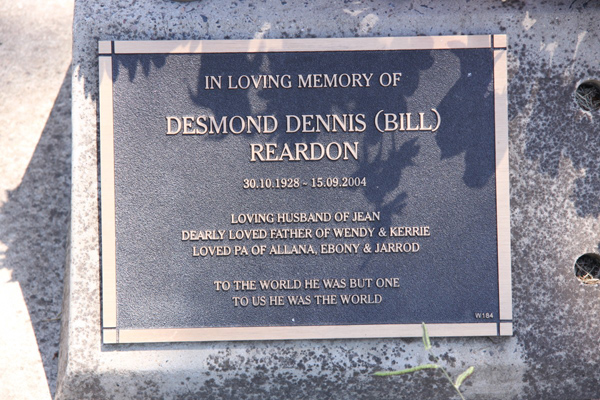 IN LOVING MEMORY OF
DESMOND DENNIS (BILL)
REARDON
30.10.1928 - 15.09.2004
LOVING HUSBAND OF JEAN
DEARLY LOVED FATHER OF WENDY & KERRIE
LOVED PA OF ALLANA, EBONY & JARROD
TO THE WORLD HE WAS BUT ONE
TO US HE WAS THE WORLD
W184